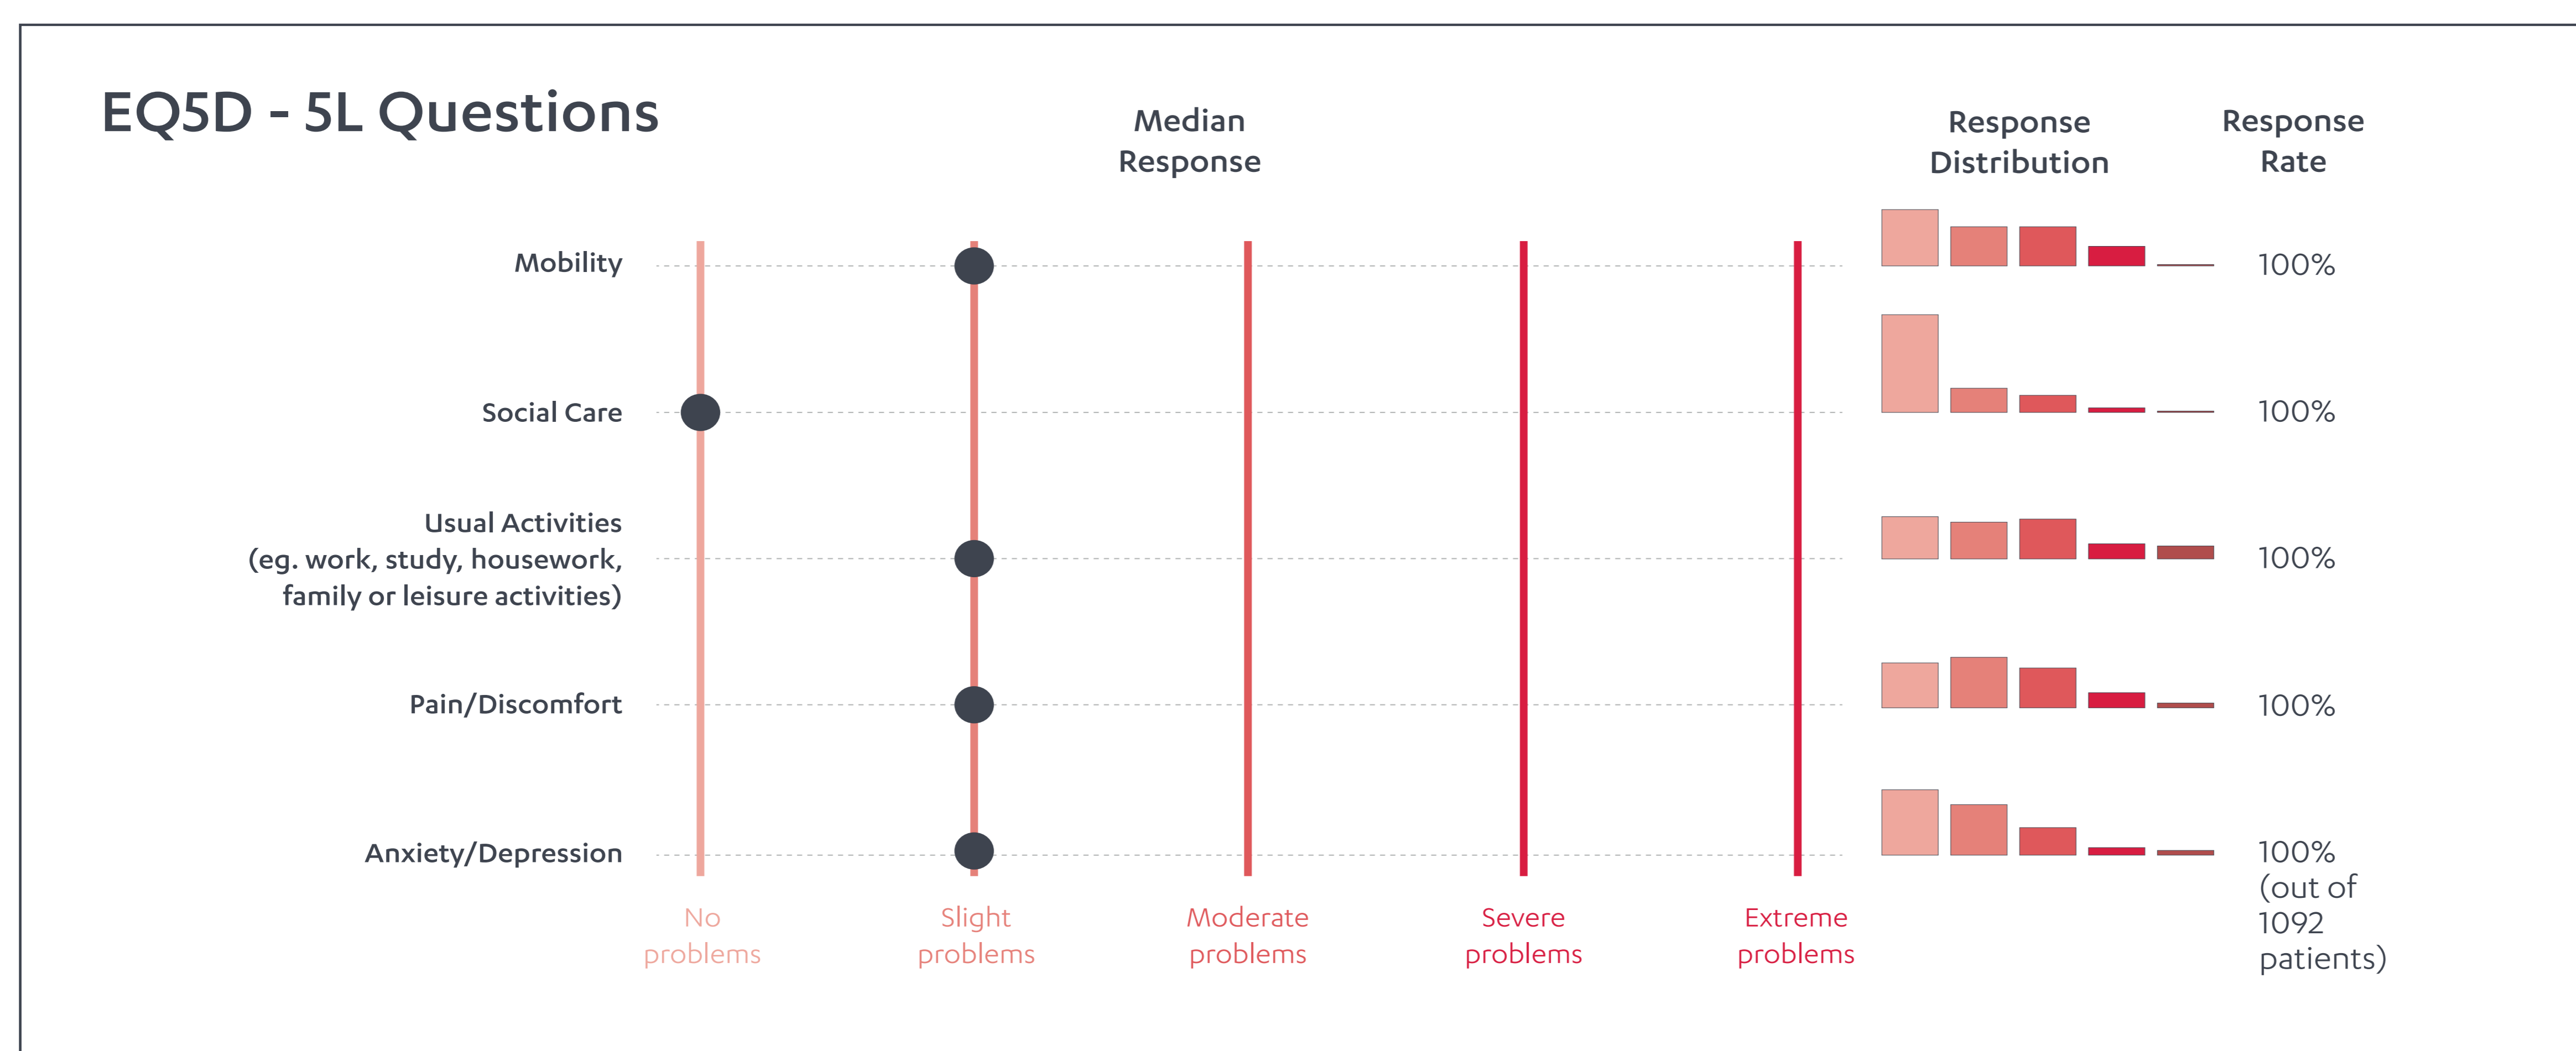 EQ5D - 5L Questions
Median
Response
Response
Distribution
Response
Rate
Mobility
100%
Social Care
100%
Usual Activities
(eg. work, study, housework,
family or leisure activities)
100%
Pain/Discomfort
100%
Anxiety/Depression
100%
(out of
1092
patients)
No
problems
Slight
problems
Moderate
problems
Severe
problems
Extreme
problems